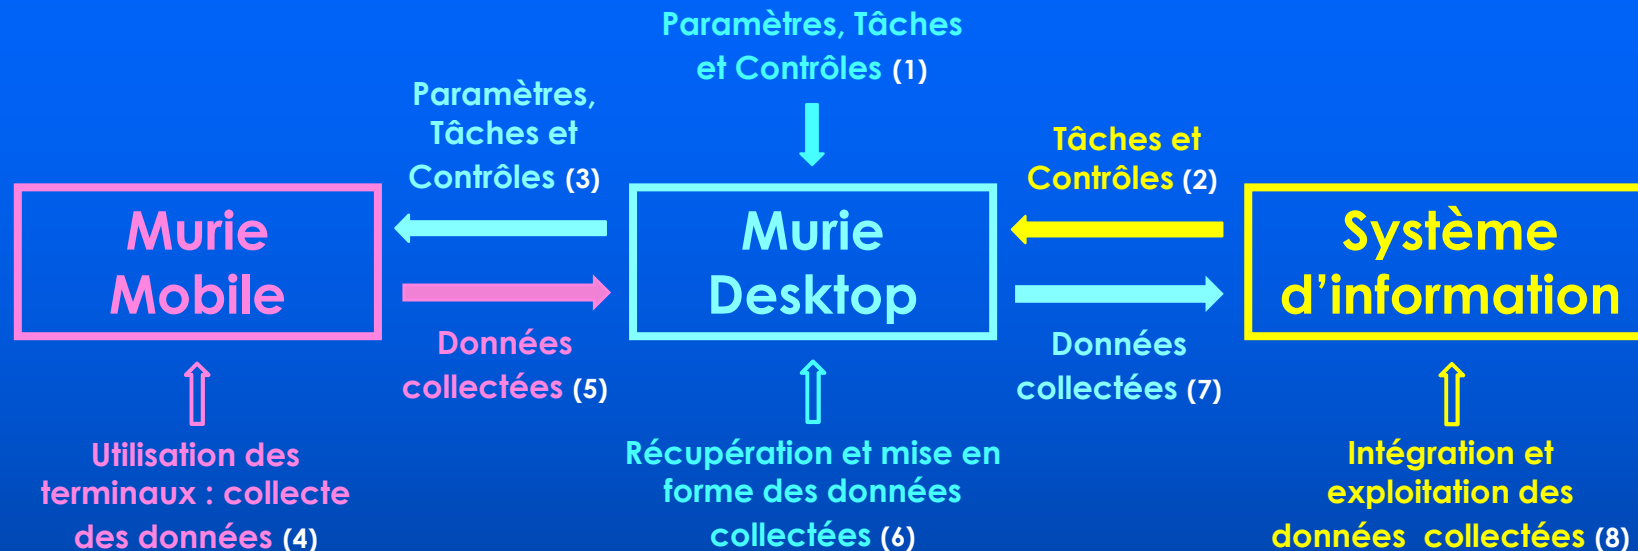 Paramètres, Tâches
et Contrôles (1)
Paramètres,
Tâches et
Contrôles (3)
Tâches et
Contrôles (2)
Murie
Mobile
Murie
Desktop
Système
d’information
Données
collectées (5)
Données
collectées (7)
Utilisation des
terminaux : collecte
des données (4)
Récupération et mise en
forme des données
collectées (6)
Intégration et
exploitation des
données collectées (8)